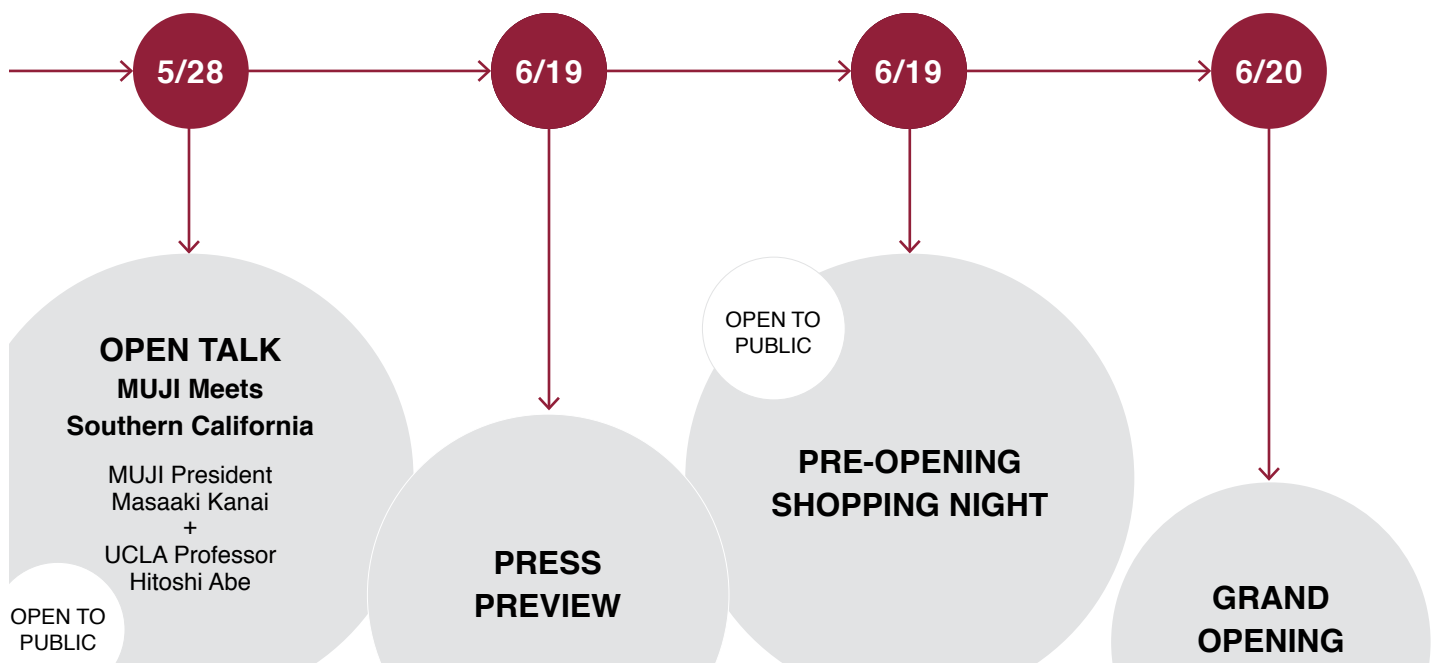 5/28
6/19
6/19
6/20
OPEN TALK
MUJI Meets
Southern California
MUJI President
Masaaki Kanai
+
UCLA Professor
Hitoshi Abe
OPEN TO
PUBLIC
PRESS
PREVIEW
OPEN TO
PUBLIC
PRE-OPENING
SHOPPING NIGHT
GRAND
OPENING